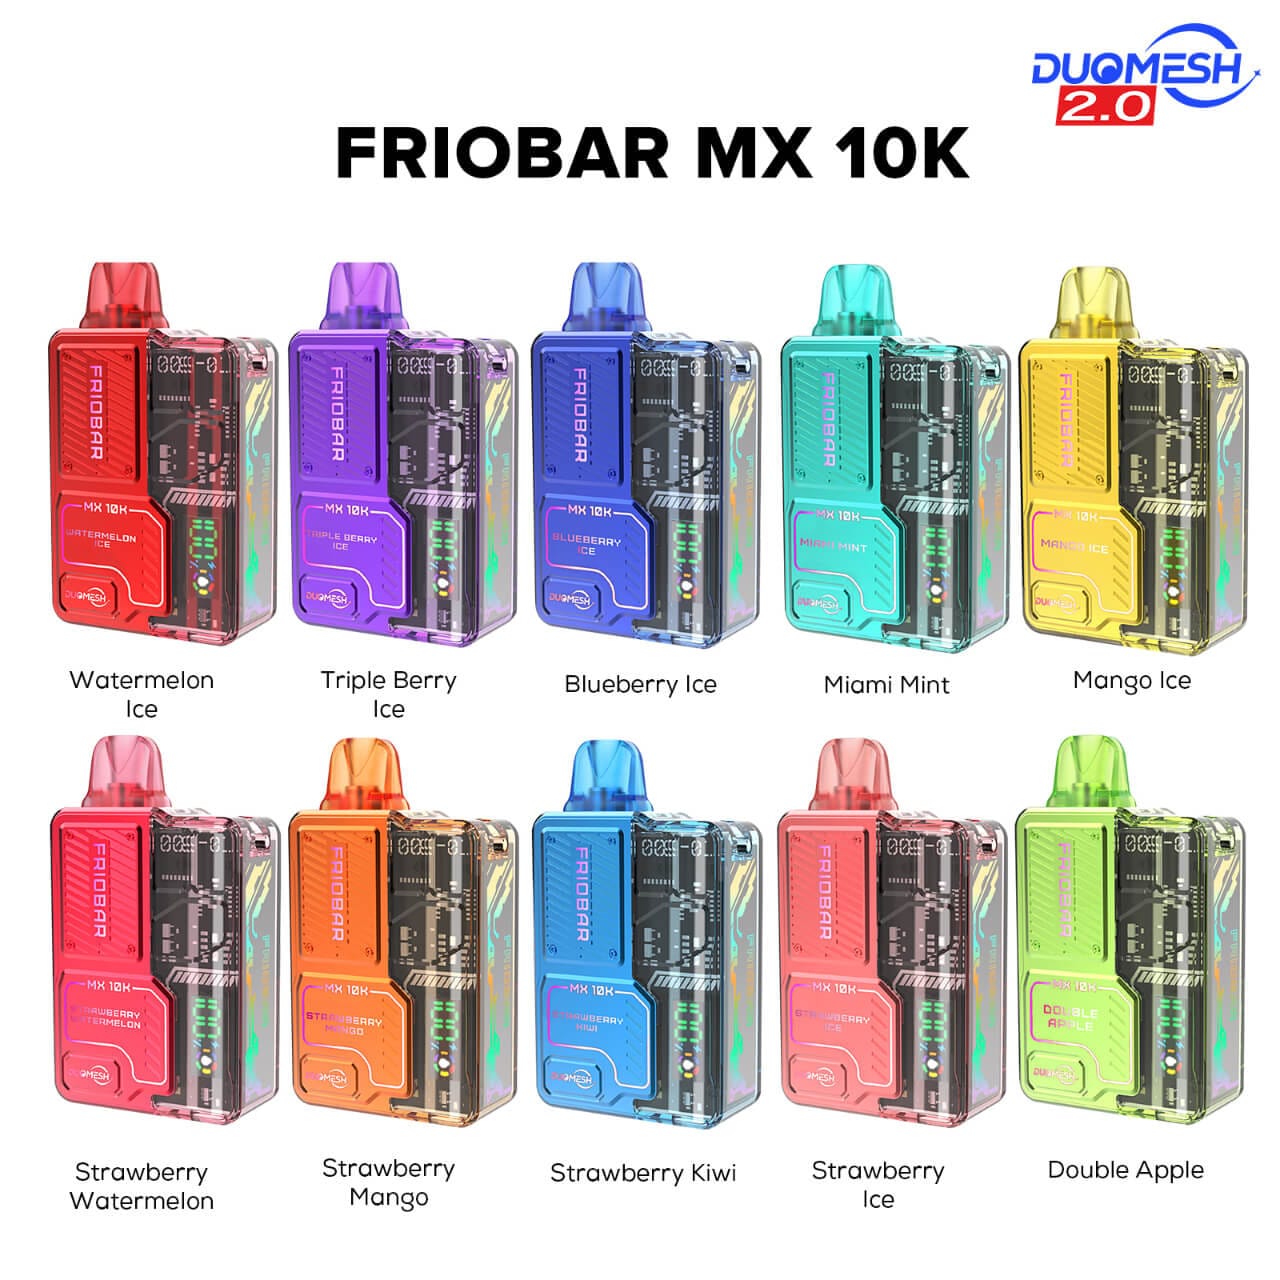 DUOMESH
2.0
FRIOBAR MX 10K
FRIOBAR
MX 10K
WATERMELON
ICE
DUOMESH
FRIOBAR
MX 10K
TRIPLE BERRY
ICE
DUOMESH
FRIOBAR
MX 10K
BLUEBERRY
ICE
DUOMESH
FRIOBAR
MX 10K
MIAMI MINT
DUOMESH
FRIOBAR
MX 10K
MANGO ICE
DUOMESH
Watermelon
Ice
Triple Berry
Ice
Blueberry Ice
Miami Mint
Mango Ice
FRIOBAR
MX 10K
STRAWBERRY
WATERMELON
DUOMESH
FRIOBAR
MX 10K
STRAWBERRY
MANGO
DUOMESH
FRIOBAR
MX 10K
STRAWBERRY
KIWI
DUOMESH
FRIOBAR
MX 10K
STRAWBERRY
ICE
DUOMESH
FRIOBAR
MX 10K
DOUBLE
APPLE
DUOMESH
Strawberry
Watermelon
Strawberry
Mango
Strawberry Kiwi
Strawberry
Ice
Double Apple